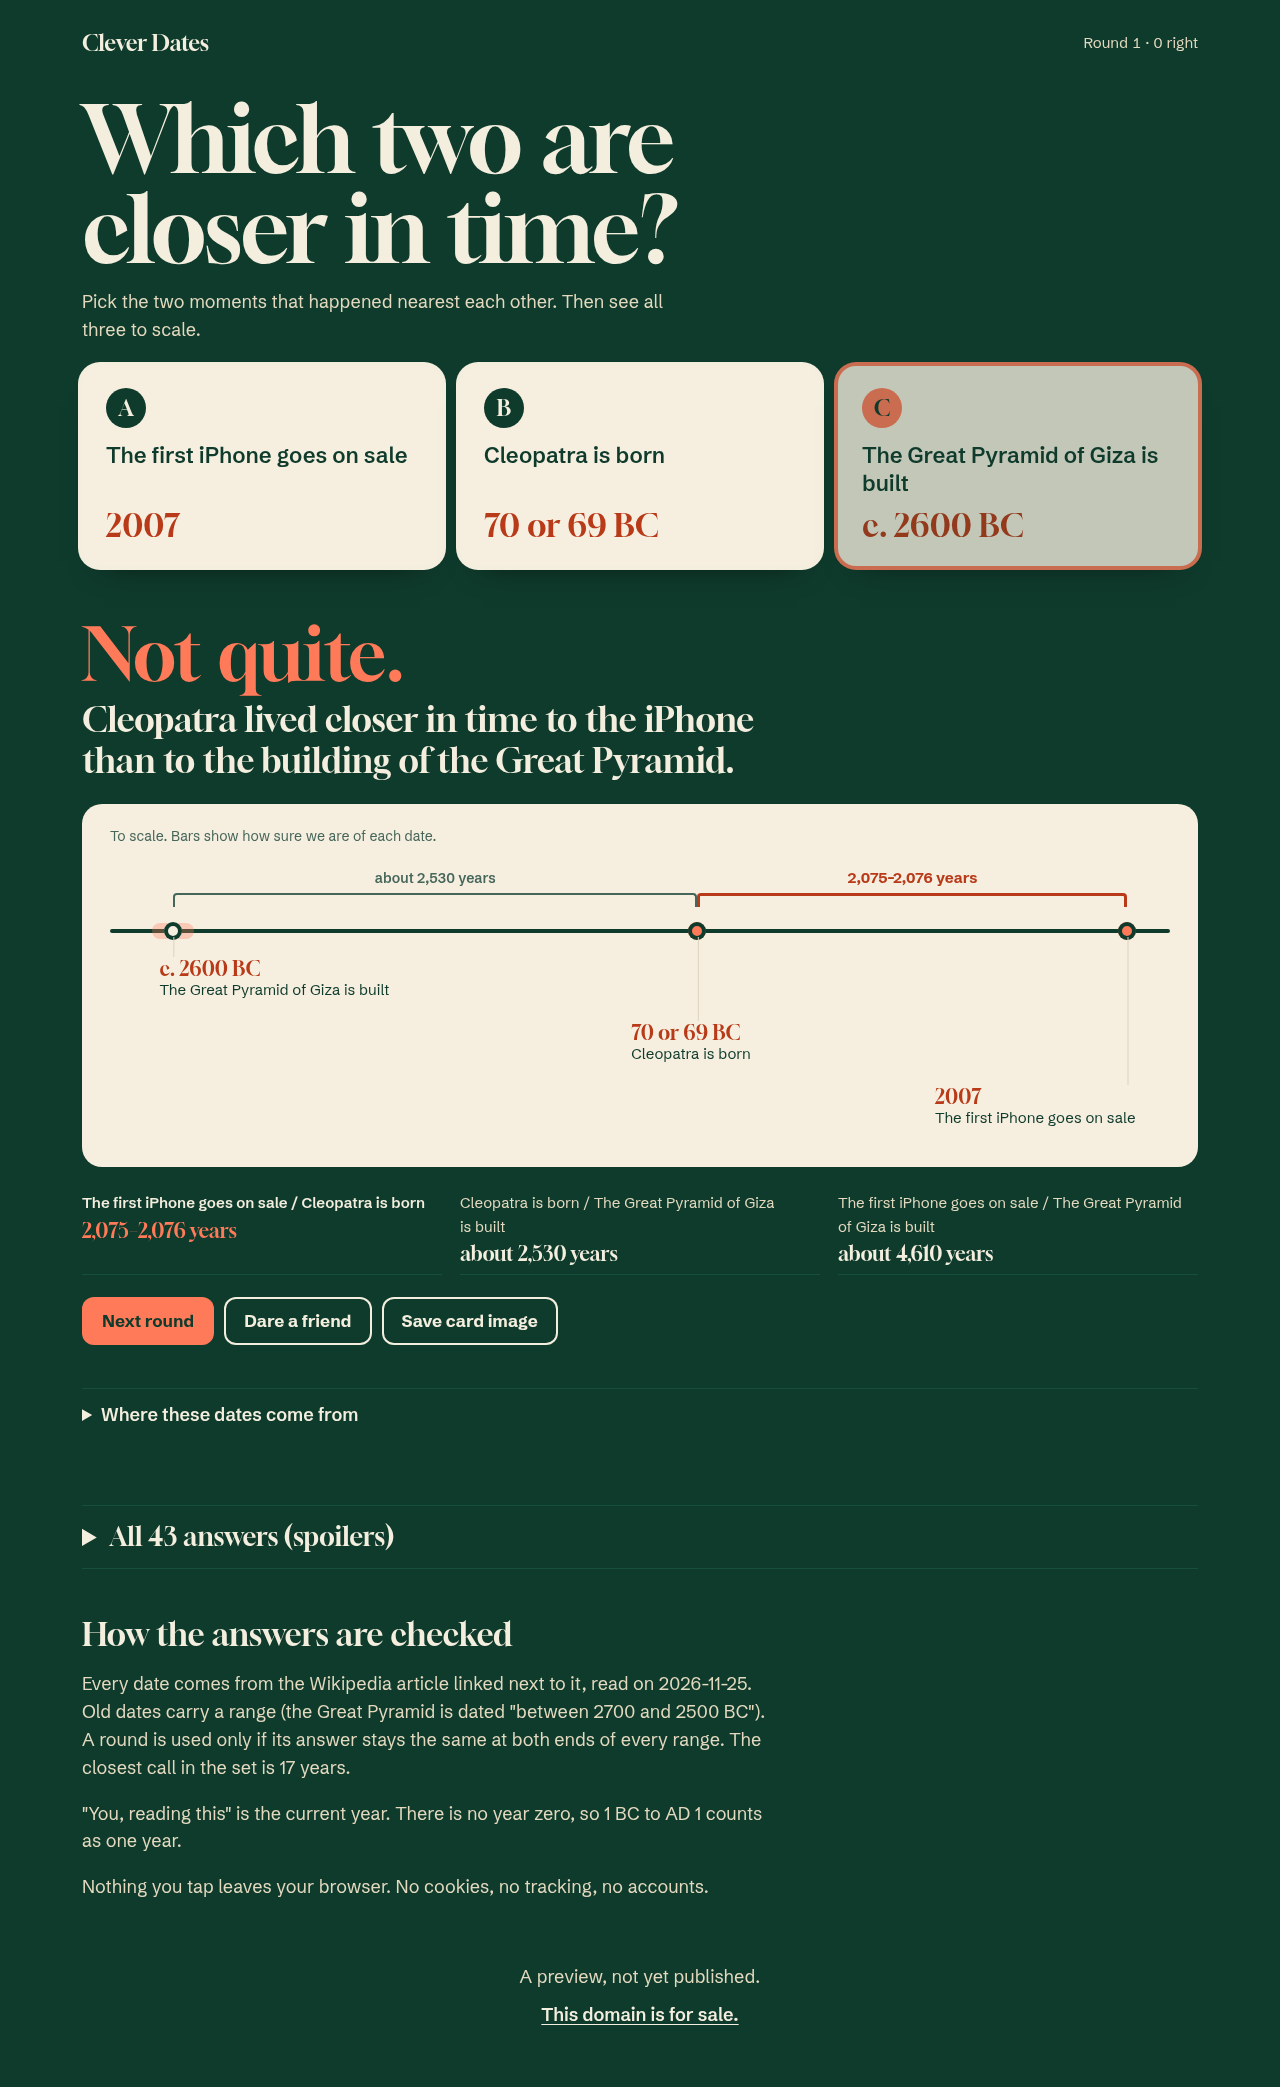 Clever Dates
Round 1 · 0 right
Which two are
closer in time?
Pick the two moments that happened nearest each other. Then see all
three to scale.
A
The first iPhone goes on sale
2007
B
Cleopatra is born
70 or 69 BC
C
The Great Pyramid of Giza is
built
c. 2600 BC
Not quite.
Cleopatra lived closer in time to the iPhone
than to the building of the Great Pyramid.
To scale. Bars show how sure we are of each date.
about 2,530 years
2,075–2,076 years
c. 2600 BC
The Great Pyramid of Giza is built
70 or 69 BC
Cleopatra is born
2007
The first iPhone goes on sale
The first iPhone goes on sale / Cleopatra is born
2,075–2,076 years
Cleopatra is born / The Great Pyramid of Giza
is built
about 2,530 years
The first iPhone goes on sale / The Great Pyramid
of Giza is built
about 4,610 years
Next round
Dare a friend
Save card image
Where these dates come from
All 43 answers (spoilers)
How the answers are checked
Every date comes from the Wikipedia article linked next to it, read on 2026-11-25.
Old dates carry a range (the Great Pyramid is dated "between 2700 and 2500 BC").
A round is used only if its answer stays the same at both ends of every range. The
closest call in the set is 17 years.
"You, reading this" is the current year. There is no year zero, so 1 BC to AD 1 counts
as one year.
Nothing you tap leaves your browser. No cookies, no tracking, no accounts.
A preview, not yet published.
This domain is for sale.